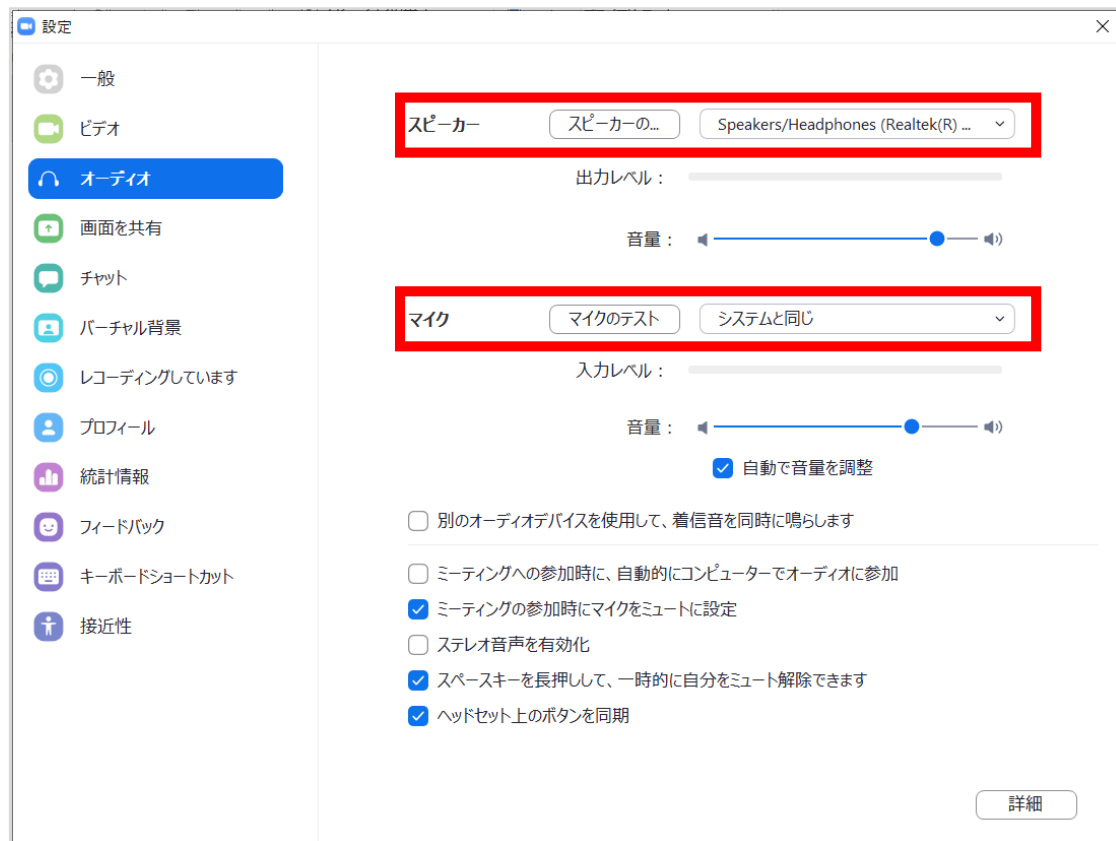 設定
一般
ビデオ
オーディオ
画面を共有
チャット
バーチャル背景
レコーディングしています
プロフィール
統計情報
フィードバック
キーボードショートカット
接近性
スピーカー スピーカーの... Speakers/Headphones (Realtek(R) ...
出力レベル：
音量：
マイク マイクのテスト システムと同じ
入力レベル：
音量：
自動で音量を調整
別のオーディオデバイスを使用して、着信音を同時に鳴らします
ミーティングへの参加時に、自動的にコンピューターでオーディオに参加
ミーティングの参加時にマイクをミュートに設定
ステレオ音声を有効化
スペースキーを長押しして、一時的に自分をミュート解除できます
ヘッドセット上のボタンを同期
詳細